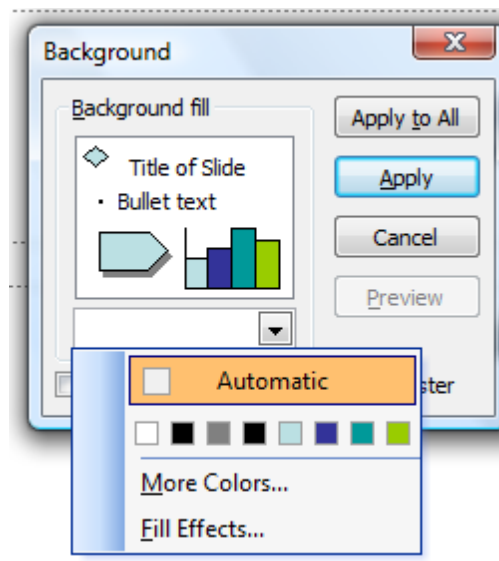 Background
Background fill
Apply to All
Title of Slide
• Bullet text
Apply
Cancel
Preview
Automatic
ster
More Colors...
Fill Effects...